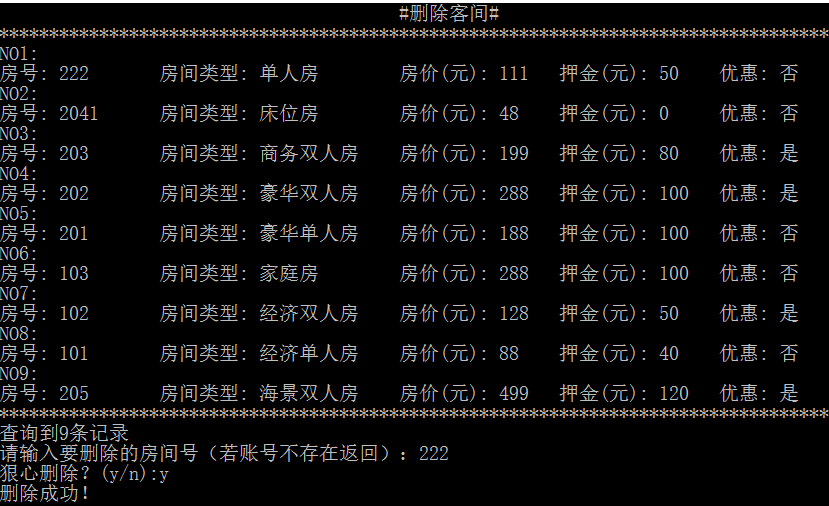 #删除客间#
***********************************************************************************
NO1:
房号: 222 房间类型: 单人房 房价(元): 111 押金(元): 50 优惠: 否
NO2:
房号: 2041 房间类型: 床位房 房价(元): 48 押金(元): 0 优惠: 否
NO3:
房号: 203 房间类型: 商务双人房 房价(元): 199 押金(元): 80 优惠: 是
NO4:
房号: 202 房间类型: 豪华双人房 房价(元): 288 押金(元): 100 优惠: 是
NO5:
房号: 201 房间类型: 豪华单人房 房价(元): 188 押金(元): 100 优惠: 否
NO6:
房号: 103 房间类型: 家庭房 房价(元): 288 押金(元): 100 优惠: 否
NO7:
房号: 102 房间类型: 经济双人房 房价(元): 128 押金(元): 50 优惠: 是
NO8:
房号: 101 房间类型: 经济单人房 房价(元): 88 押金(元): 40 优惠: 否
NO9:
房号: 205 房间类型: 海景双人房 房价(元): 499 押金(元): 120 优惠: 是
***********************************************************************************
查询到9条记录
请输入要删除的房间号（若账号不存在返回）: 222
狠心删除? (y/n):y
删除成功!